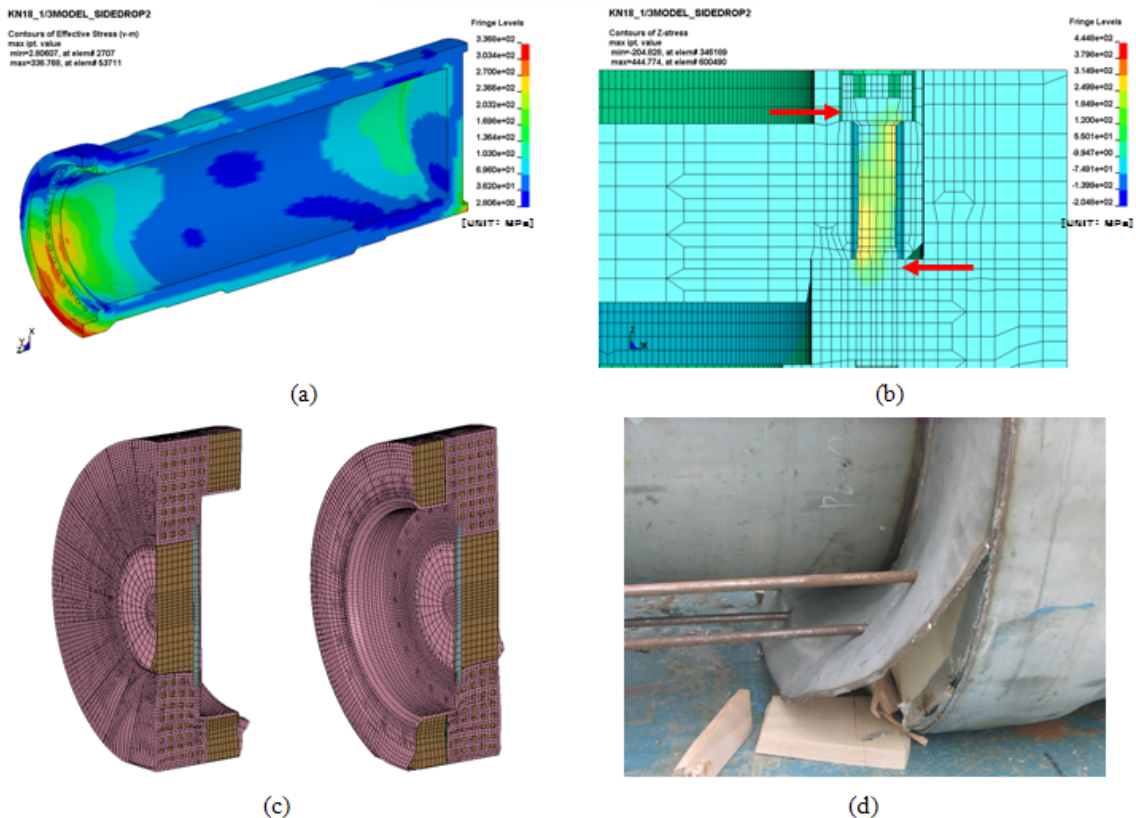 KN18_1/3MODEL_SIDEDROP2
Contours of Effective Stress (v-m)
max ipt. value
min=2.80607, at elem# 2707
max=336.768, at elem# 53711
Fringe Levels
3.368e+02
3.034e+02
2.700e+02
2.366e+02
2.032e+02
1.698e+02
1.364e+02
1.030e+02
6.960e+01
3.620e+01
2.806e+00
[UNIT: MPa]
X
Y
Z
(a)
KN18_1/3MODEL_SIDEDROP2
Contours of Z-stress
max ipt. value
min=-204.828, at elem# 346189
max=444.774, at elem# 600490
Fringe Levels
4.448e+02
3.798e+02
3.149e+02
2.499e+02
1.849e+02
1.200e+02
5.501e+01
-9.947e+00
-7.491e+01
-1.399e+02
-2.048e+02
[UNIT: MPa]
Z
X
(b)
(c)
(d)